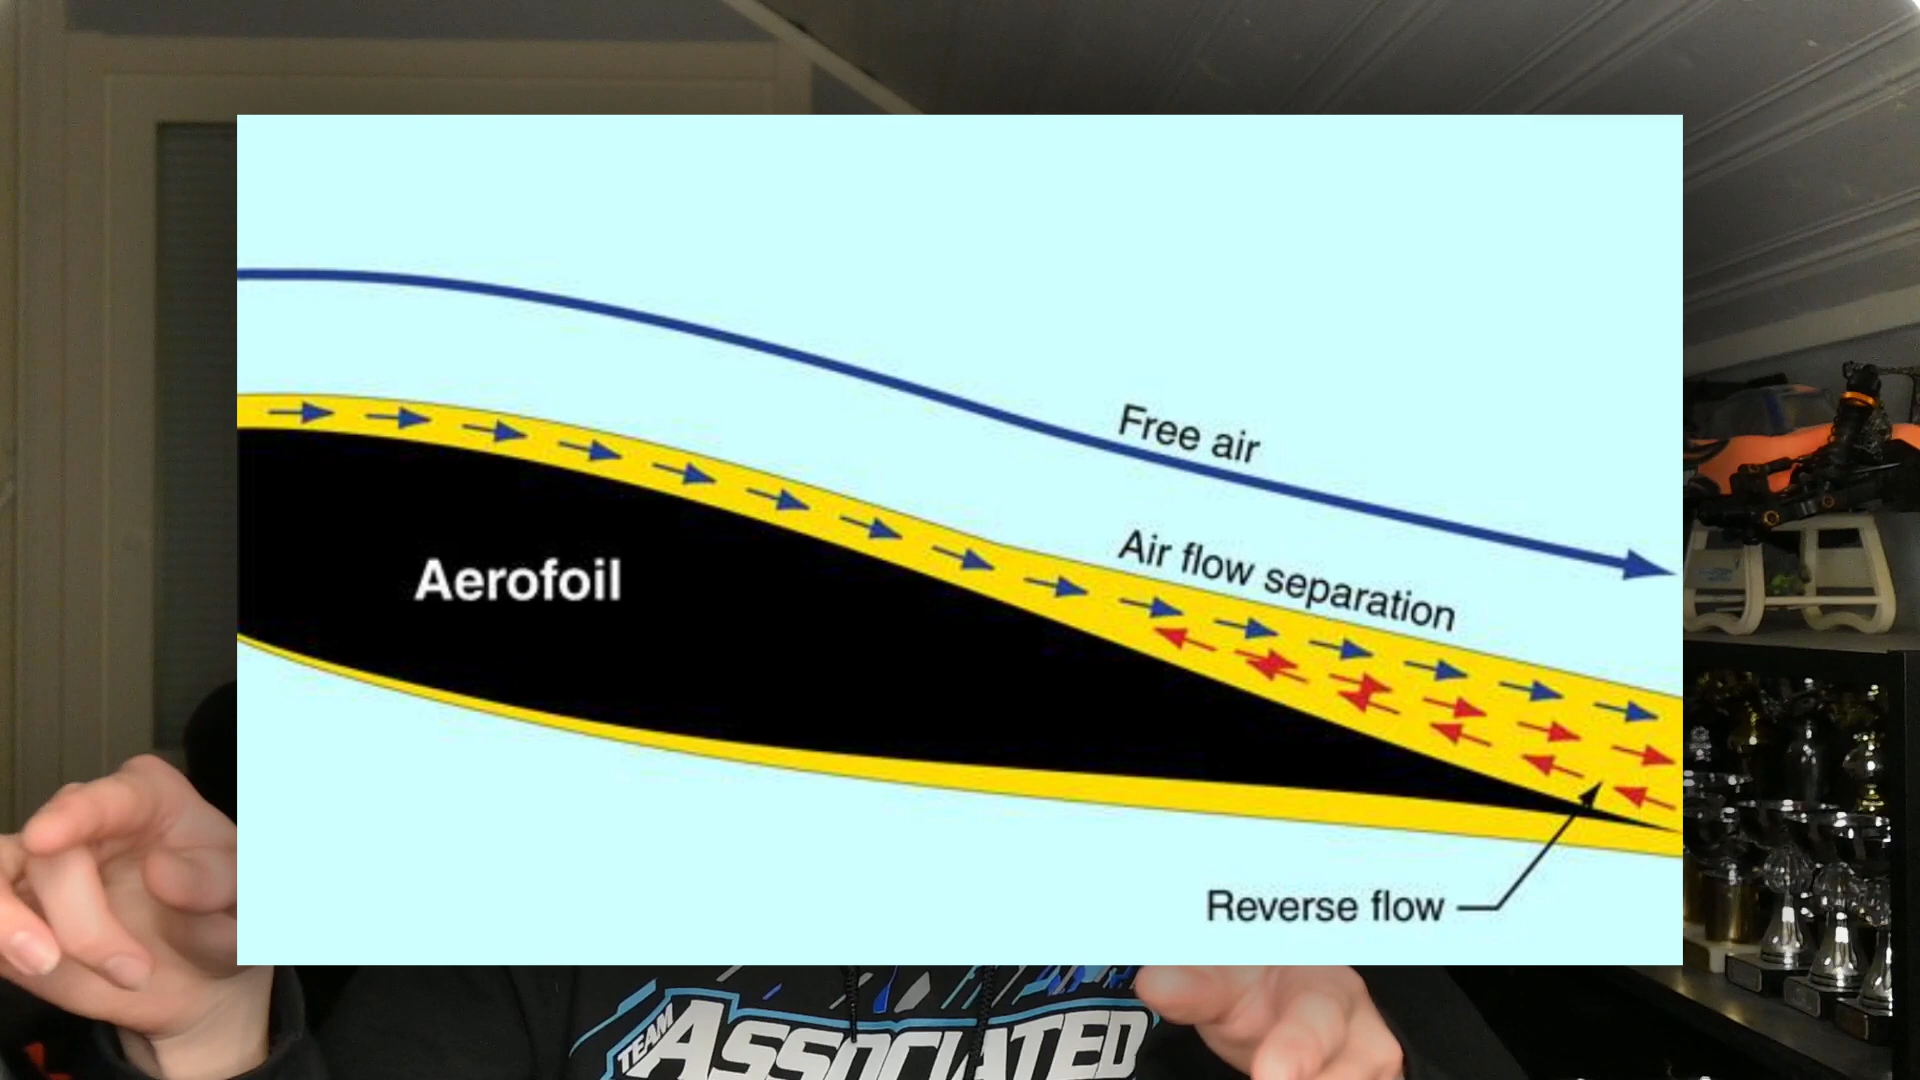 Free air
Air flow separation
Aerofoil
Reverse flow
TEAM
ASSOCIATED